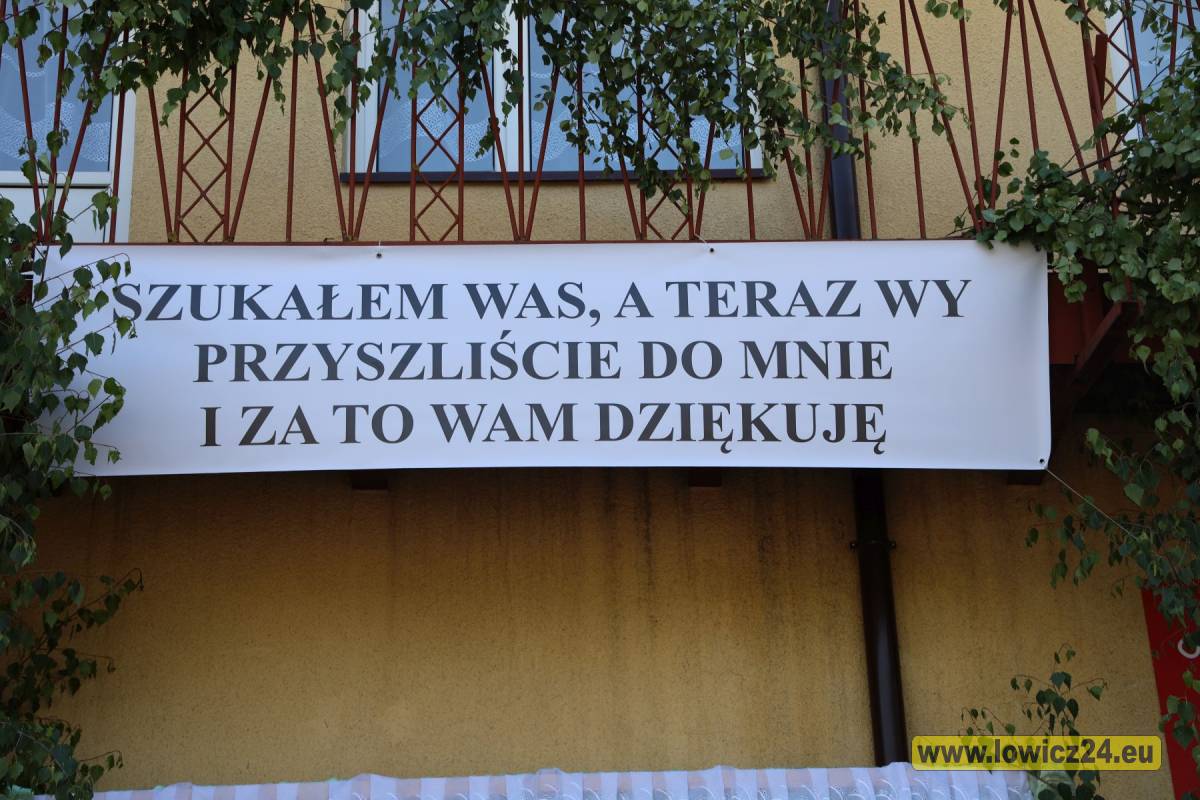 SZUKAŁEM WAS, A TERAZ WY
PRZYSZLIŚCIE DO MNIE
I ZA TO WAM DZIĘKUJĘ
www.lowicz24.eu